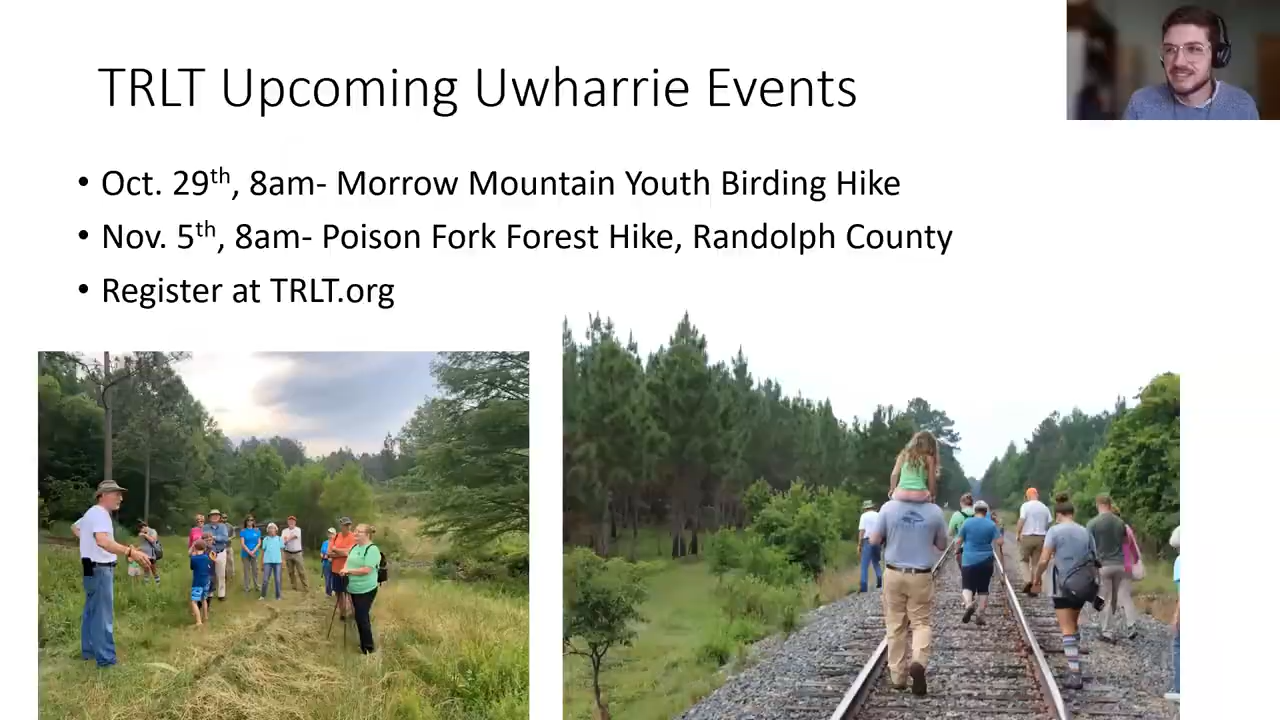 TRLT Upcoming Uwharrie Events
• Oct. 29th, 8am- Morrow Mountain Youth Birding Hike
• Nov. 5th, 8am- Poison Fork Forest Hike, Randolph County
• Register at TRLT.org